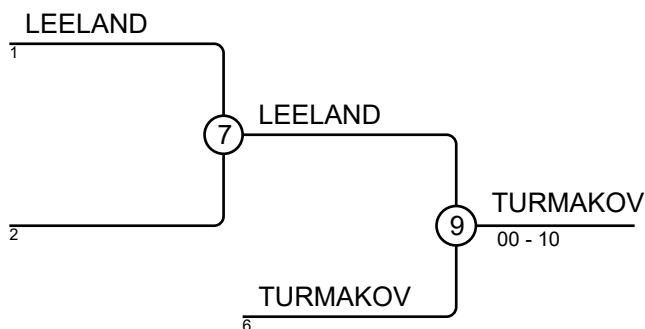 LEELAND
1
7
LEELAND
2
9
TURMAKOV
00 - 10
TURMAKOV
6